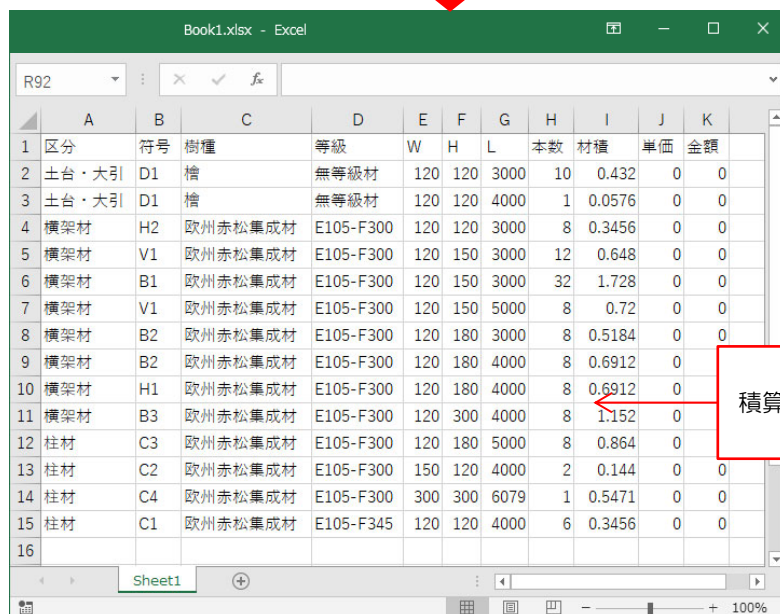 Book1.xlsx - Excel
R92 fx
A B C D E F G H I J K
1 区分 符号 樹種 等級 W H L 本数 材積 単価 金額
2 土台・大引 D1 檜 無等級材 120 120 3000 10 0.432 0 0
3 土台・大引 D1 檜 無等級材 120 120 4000 1 0.0576 0 0
4 横架材 H2 欧州赤松集成材 E105-F300 120 120 3000 8 0.3456 0 0
5 横架材 V1 欧州赤松集成材 E105-F300 120 150 3000 12 0.648 0 0
6 横架材 B1 欧州赤松集成材 E105-F300 120 150 3000 32 1.728 0 0
7 横架材 V1 欧州赤松集成材 E105-F300 120 150 5000 8 0.72 0 0
8 横架材 B2 欧州赤松集成材 E105-F300 120 180 3000 8 0.5184 0 0
9 横架材 B2 欧州赤松集成材 E105-F300 120 180 4000 8 0.6912 0
10 横架材 H1 欧州赤松集成材 E105-F300 120 180 4000 8 0.6912 0
11 横架材 B3 欧州赤松集成材 E105-F300 120 300 4000 8 1.152 0
積算
12 柱材 C3 欧州赤松集成材 E105-F300 120 180 5000 8 0.864 0
13 柱材 C2 欧州赤松集成材 E105-F300 150 120 4000 2 0.144 0 0
14 柱材 C4 欧州赤松集成材 E105-F300 300 300 6079 1 0.5471 0 0
15 柱材 C1 欧州赤松集成材 E105-F345 120 120 4000 6 0.3456 0 0
16
Sheet1
100%